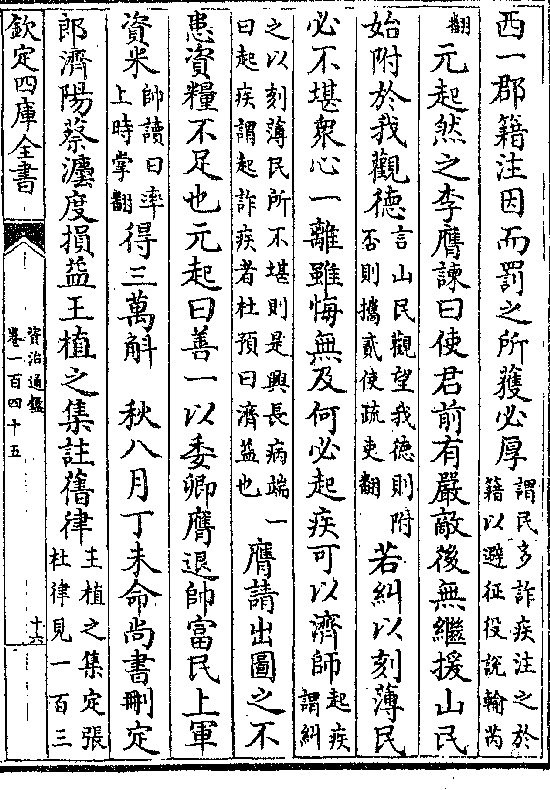 西一郡籍注因而罰之所獲必厚謂民多詐疾注之於籍以避征役說輸芮
翻元起然之李膺諫曰使君前有嚴敵後無繼援山民
始附於我觀德言山民觀望我德則附否則攜貳使疏吏翻若糾以刻薄民
必不堪衆心一離雖悔無及何必起疾可以濟師起疾謂糾
之以刻薄民所不堪則是興長病端一曰起疾謂起詐疾者杜預曰濟益也膺請出圖之不
患資糧不足也元起曰善一以委卿膺退帥富民上軍
資米帥讀曰率上時掌翻得三萬斛 秋八月丁未命尚書刪定
郎濟陽蔡灋度損益王植之集註舊律王植之集定張杜律見一百三
欽定四庫全書
資治通鑑
卷一百四十五
十六